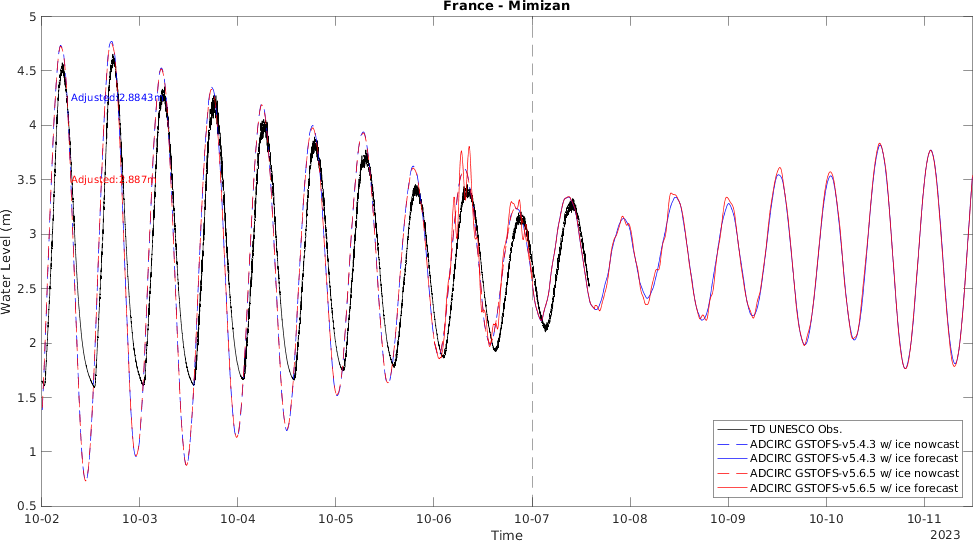 France - Mimizan
5
4.5
4
3.5
3
2.5
2
1.5
1
0.5
Water Level (m)
Adjusted:2.8843m
Adjusted:2.887m
TD UNESCO Obs.
ADCIRC GSTOFS-v5.4.3 w/ ice nowcast
ADCIRC GSTOFS-v5.4.3 w/ ice forecast
ADCIRC GSTOFS-v5.6.5 w/ ice nowcast
ADCIRC GSTOFS-v5.6.5 w/ ice forecast
10-02 10-03 10-04 10-05 10-06 10-07 10-08 10-09 10-10 10-11
Time
2023